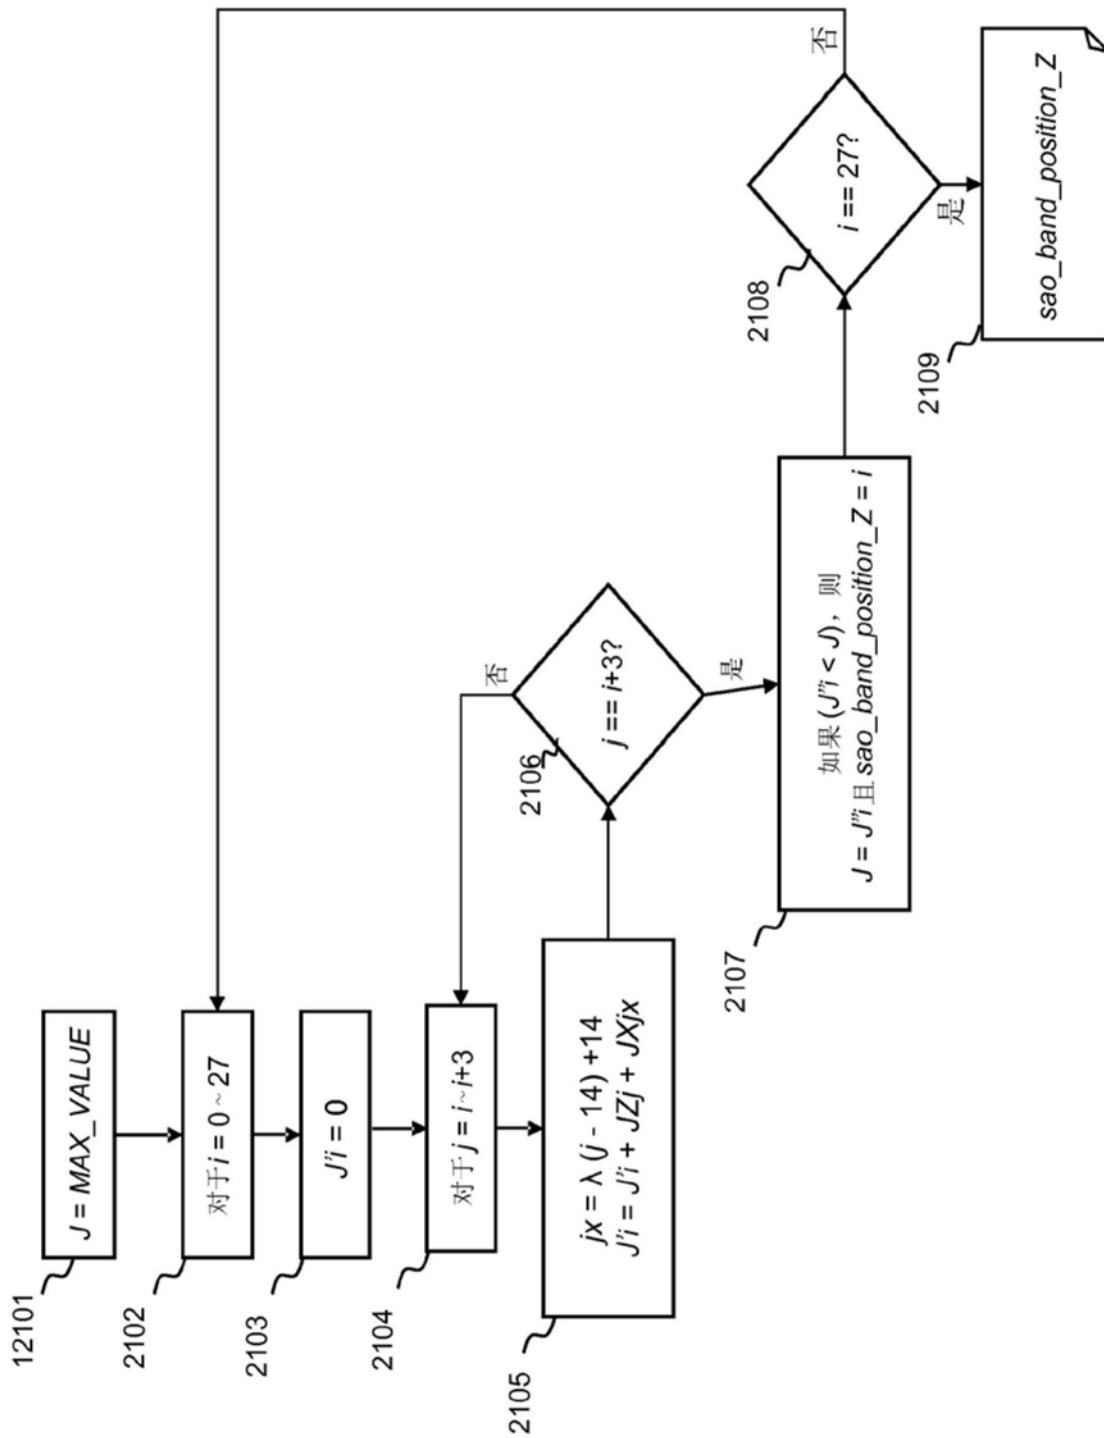 12101
J = MAX_VALUE
2102
对于 i = 0 ~ 27
2103
J"i = 0
2104
对于 j = i ~ i+3
2105
jx = λ (j - 14) +14
J"i = J"i + JZj + JXjx
2106
j == i+3?
否
是
2107
如果 (J"i < J)，则
J = J"i 且 sao_band_position_Z = i
2108
i == 27?
否
是
2109
sao_band_position_Z